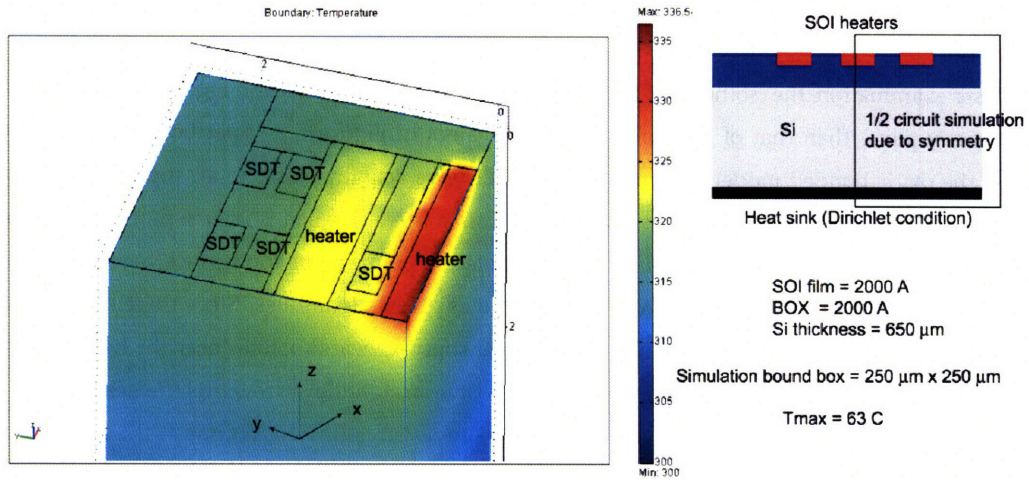 Boundary: Temperature
Max: 336.5
2
0
0
2
SDT
SDT
SDT
SDT
SDT
heater
heater
z
x
y
335
330
325
320
315
310
305
300
Min: 300
SOI heaters
Si
1/2 circuit simulation
due to symmetry
Heat sink (Dirichlet condition)
SOI film = 2000 A
BOX = 2000 A
Si thickness = 650 μm
Simulation bound box = 250 μm x 250 μm
Tmax = 63 C